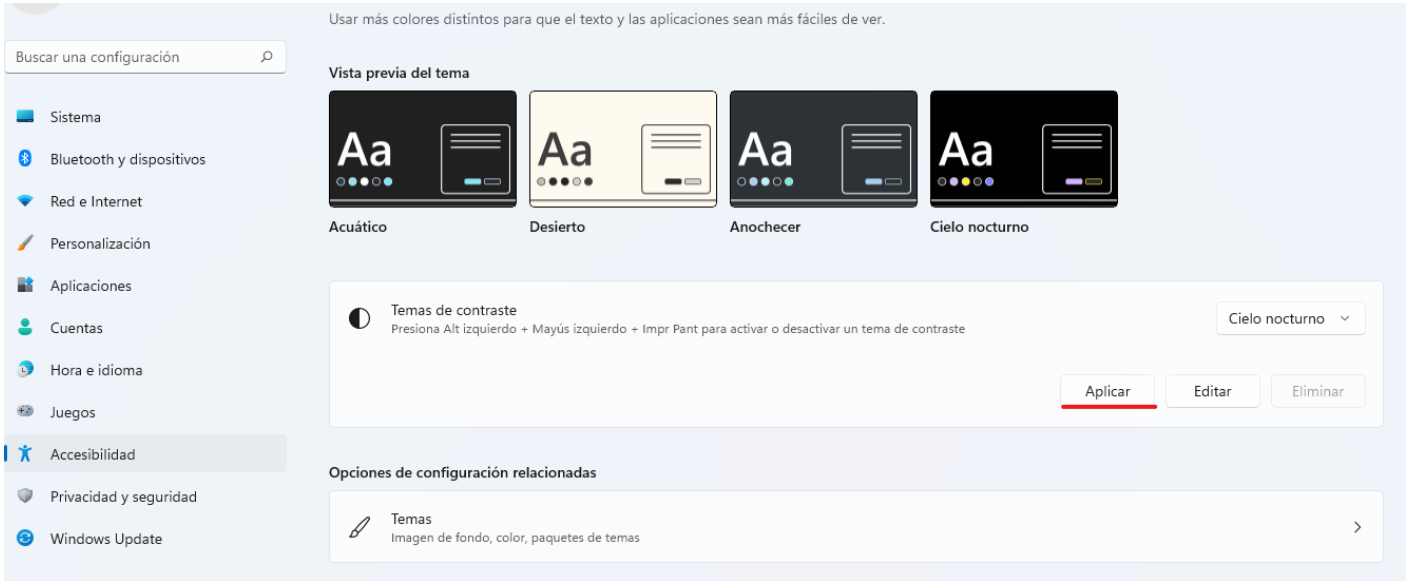 Usar más colores distintos para que el texto y las aplicaciones sean más fáciles de ver.
Buscar una configuración
Sistema
Bluetooth y dispositivos
Red e Internet
Personalización
Aplicaciones
Cuentas
Hora e idioma
Juegos
Accesibilidad
Privacidad y seguridad
Windows Update
Vista previa del tema
Aa
Aa
Aa
Aa
Acuático
Desierto
Anochecer
Cielo nocturno
Temas de contraste
Presiona Alt izquierdo + Mayús izquierdo + Impr Pant para activar o desactivar un tema de contraste
Cielo nocturno
Aplicar
Editar
Eliminar
Opciones de configuración relacionadas
Temas
Imagen de fondo, color, paquetes de temas